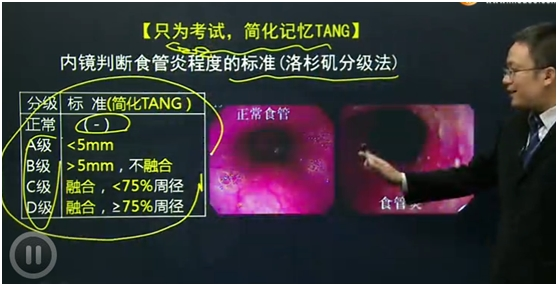 【只为考试，简化记忆TANG】
内镜判断食管炎程度的标准(洛杉矶分级法)
分级 标 准(简化TANG)
正常 (-)
A级 <5mm
B级 >5mm，不融合
C级 融合，<75%周径
D级 融合，≥75%周径
正常食管
食管炎